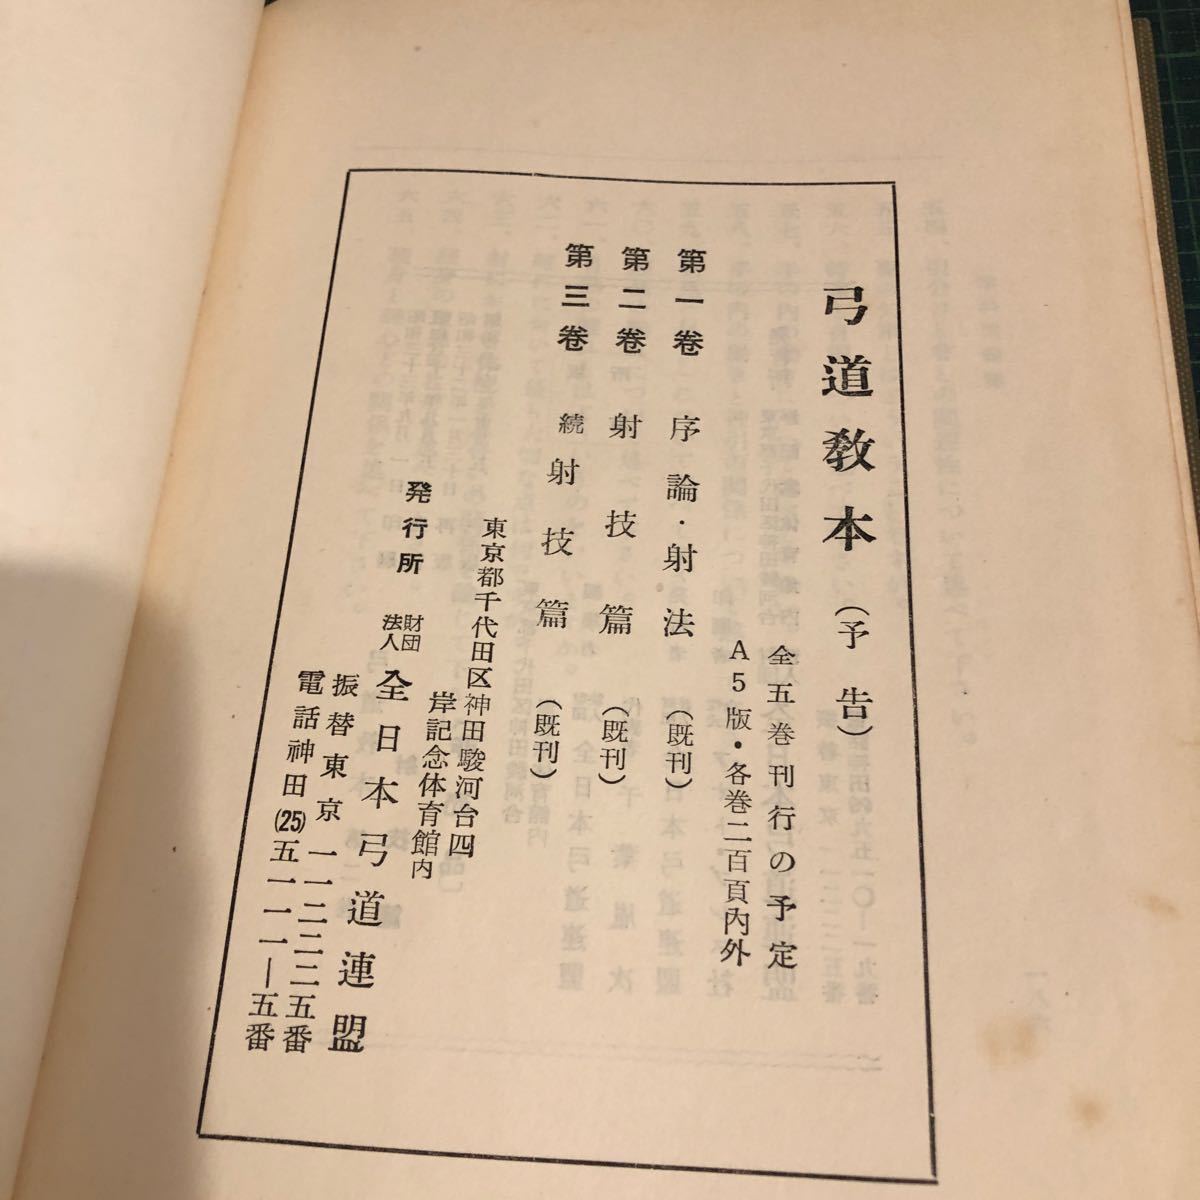 弓道教本(予告)
全五巻刊行の予定
A5版・各巻二百頁内外
第一巻 序論・射法(既刊)
第二巻 射技篇(既刊)
第三巻 続射技篇(既刊)
東京都千代田区神田駿河台四
岸記念体育館内
発行所 財団法人 全日本弓道連盟
振替東京一一二二二五番
電話神田(25)五一一一―五番